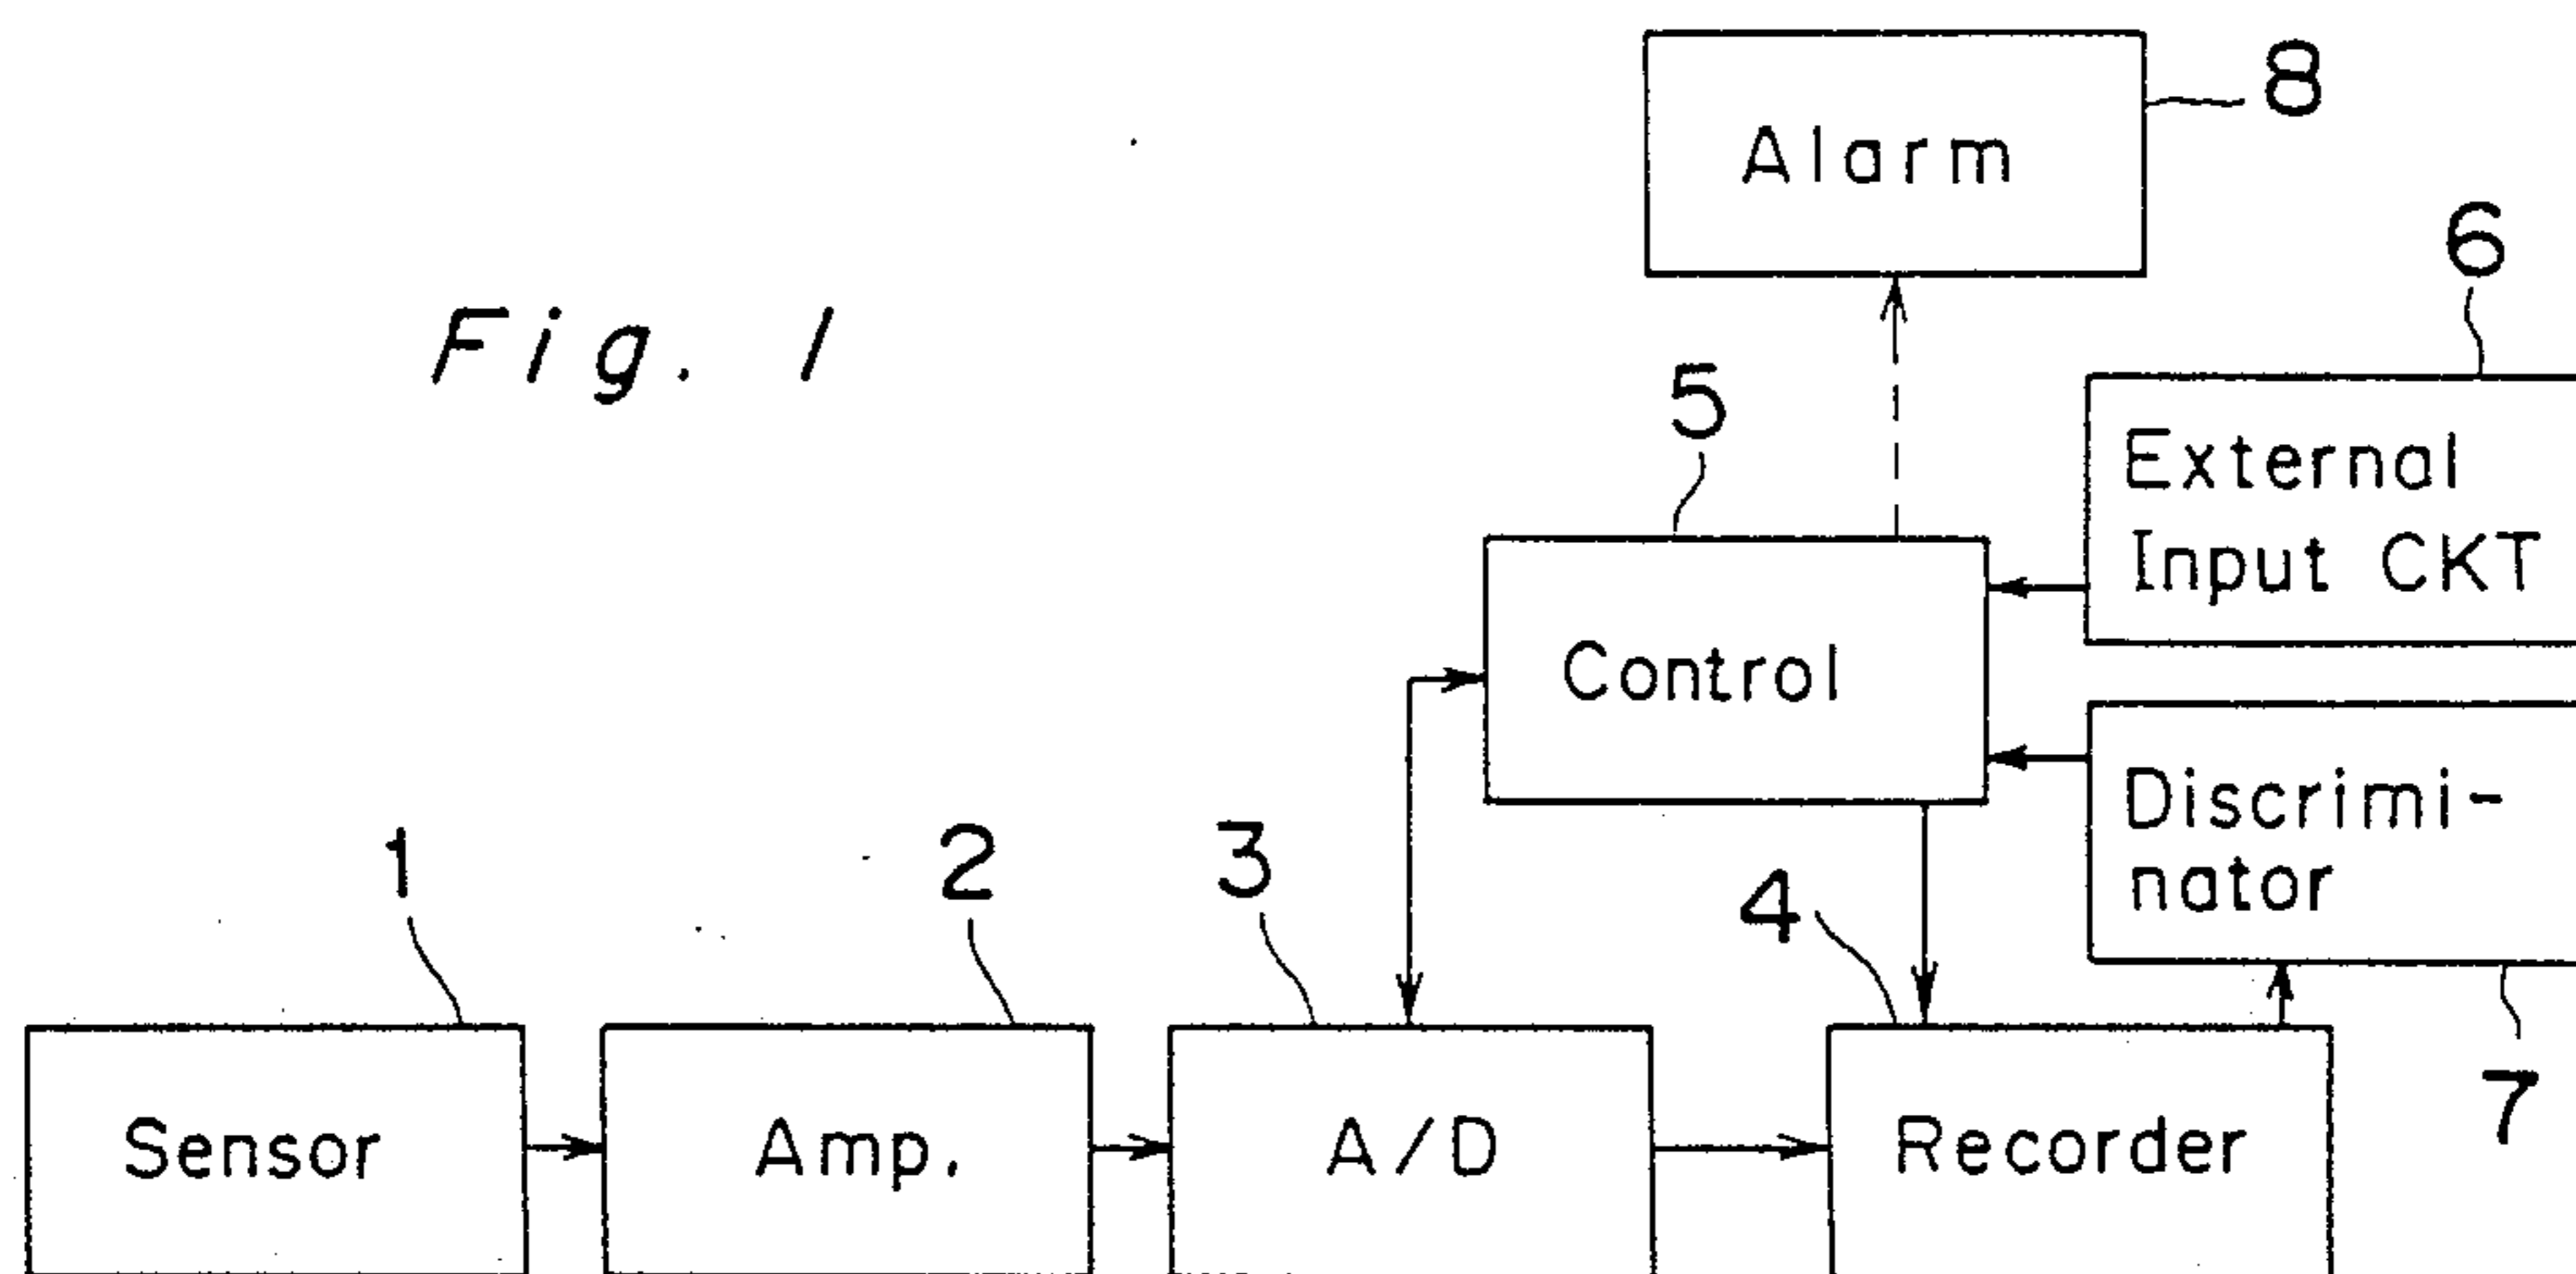 8
Alarm
6
Fig. 1
5
External
Input CKT
Control
Discrimi-
nator
1
2
3
4
7
Sensor
Amp.
A/D
Recorder